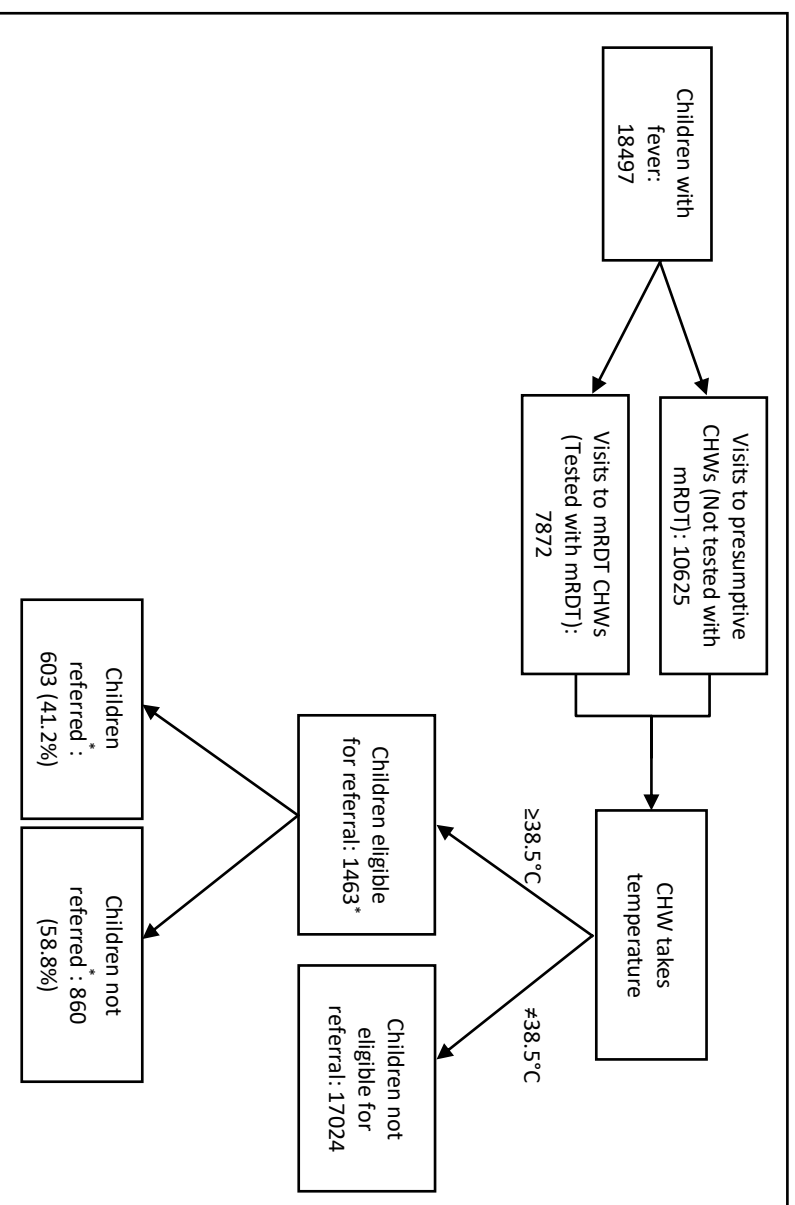 Children with
fever:
18497
Visits to presumptive
CHWs (Not tested with
mRDT): 10625
Visits to mRDT CHWs
(Tested with mRDT):
7872
CHW takes
temperature
≥38.5°C
≠38.5°C
Children eligible
for referral: 1463*
Children not
eligible for
referral: 17024
Children
referred*:
603 (41.2%)
Children not
referred*: 860
(58.8%)